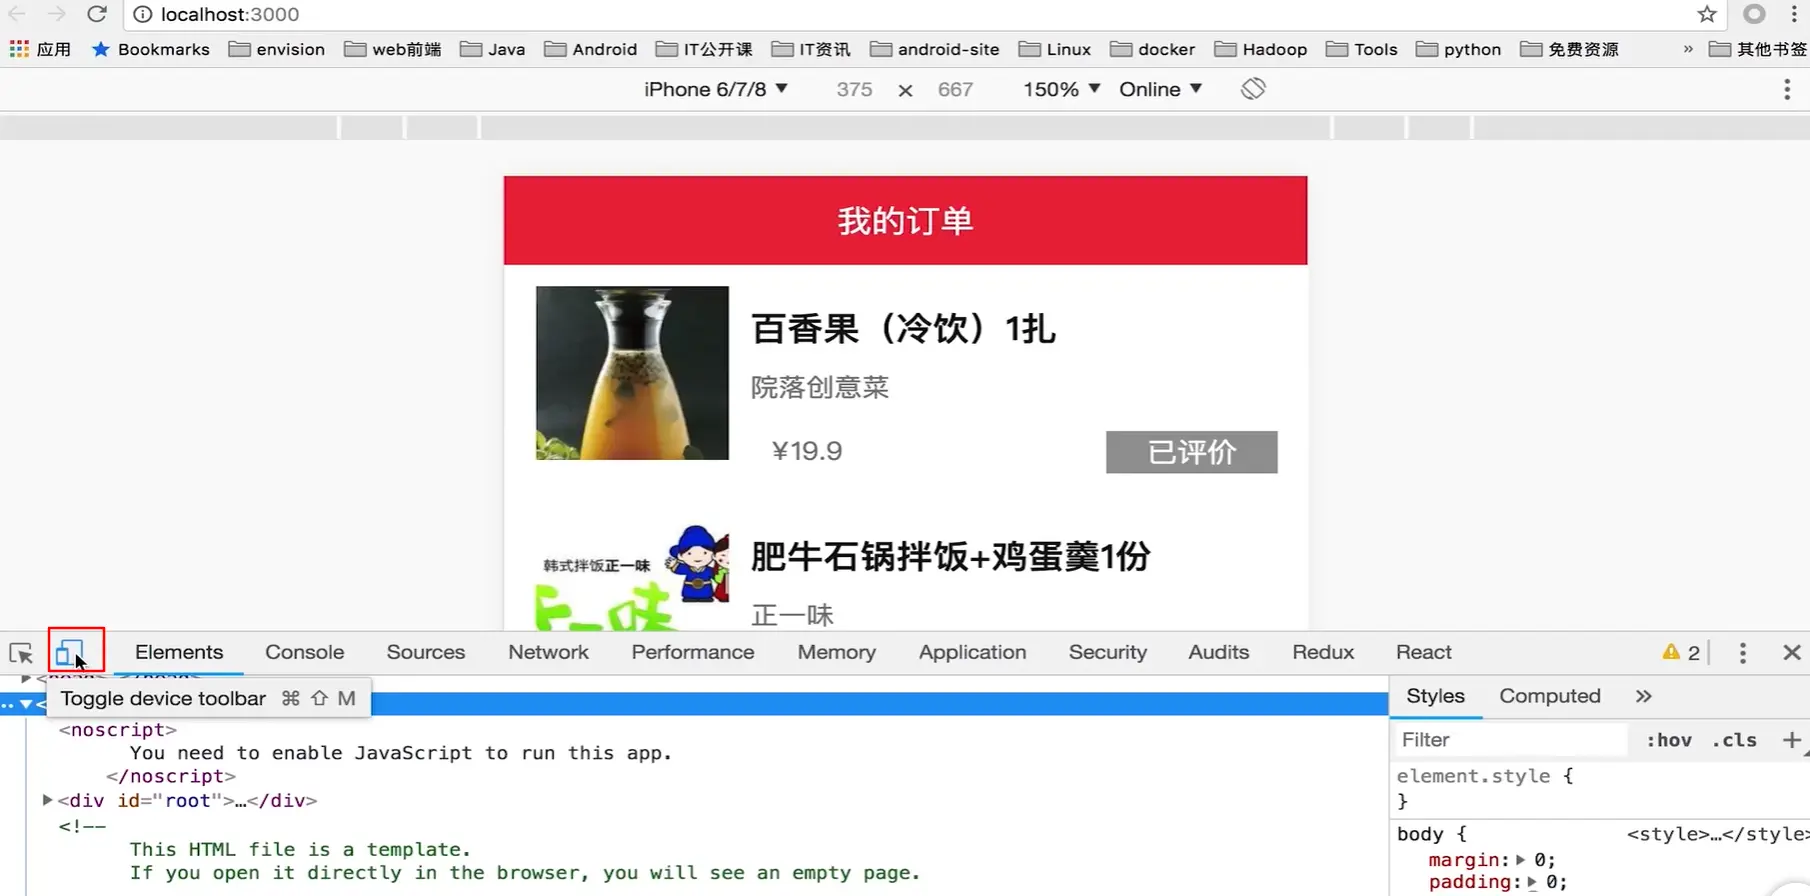 localhost:3000
应用 Bookmarks envision web前端 Java Android IT公开课 IT资讯 android-site Linux docker Hadoop Tools python 免费资源 » 其他书签
iPhone 6/7/8 ▼ 375 × 667 150% ▼ Online ▼
我的订单
百香果（冷饮）1扎
院落创意菜
¥19.9 已评价
韩式拌饭正一味
肥牛石锅拌饭+鸡蛋羹1份
正一味
Elements Console Sources Network Performance Memory Application Security Audits Redux React 2
Toggle device toolbar ⌘ ⇧ M
Styles Computed »
<noscript>
You need to enable JavaScript to run this app.
</noscript>
<div id="root">…</div>
<!--
This HTML file is a template.
If you open it directly in the browser, you will see an empty page.
Filter :hov .cls +
element.style {
}
body { <style>…</style>
margin: 0;
padding: 0;